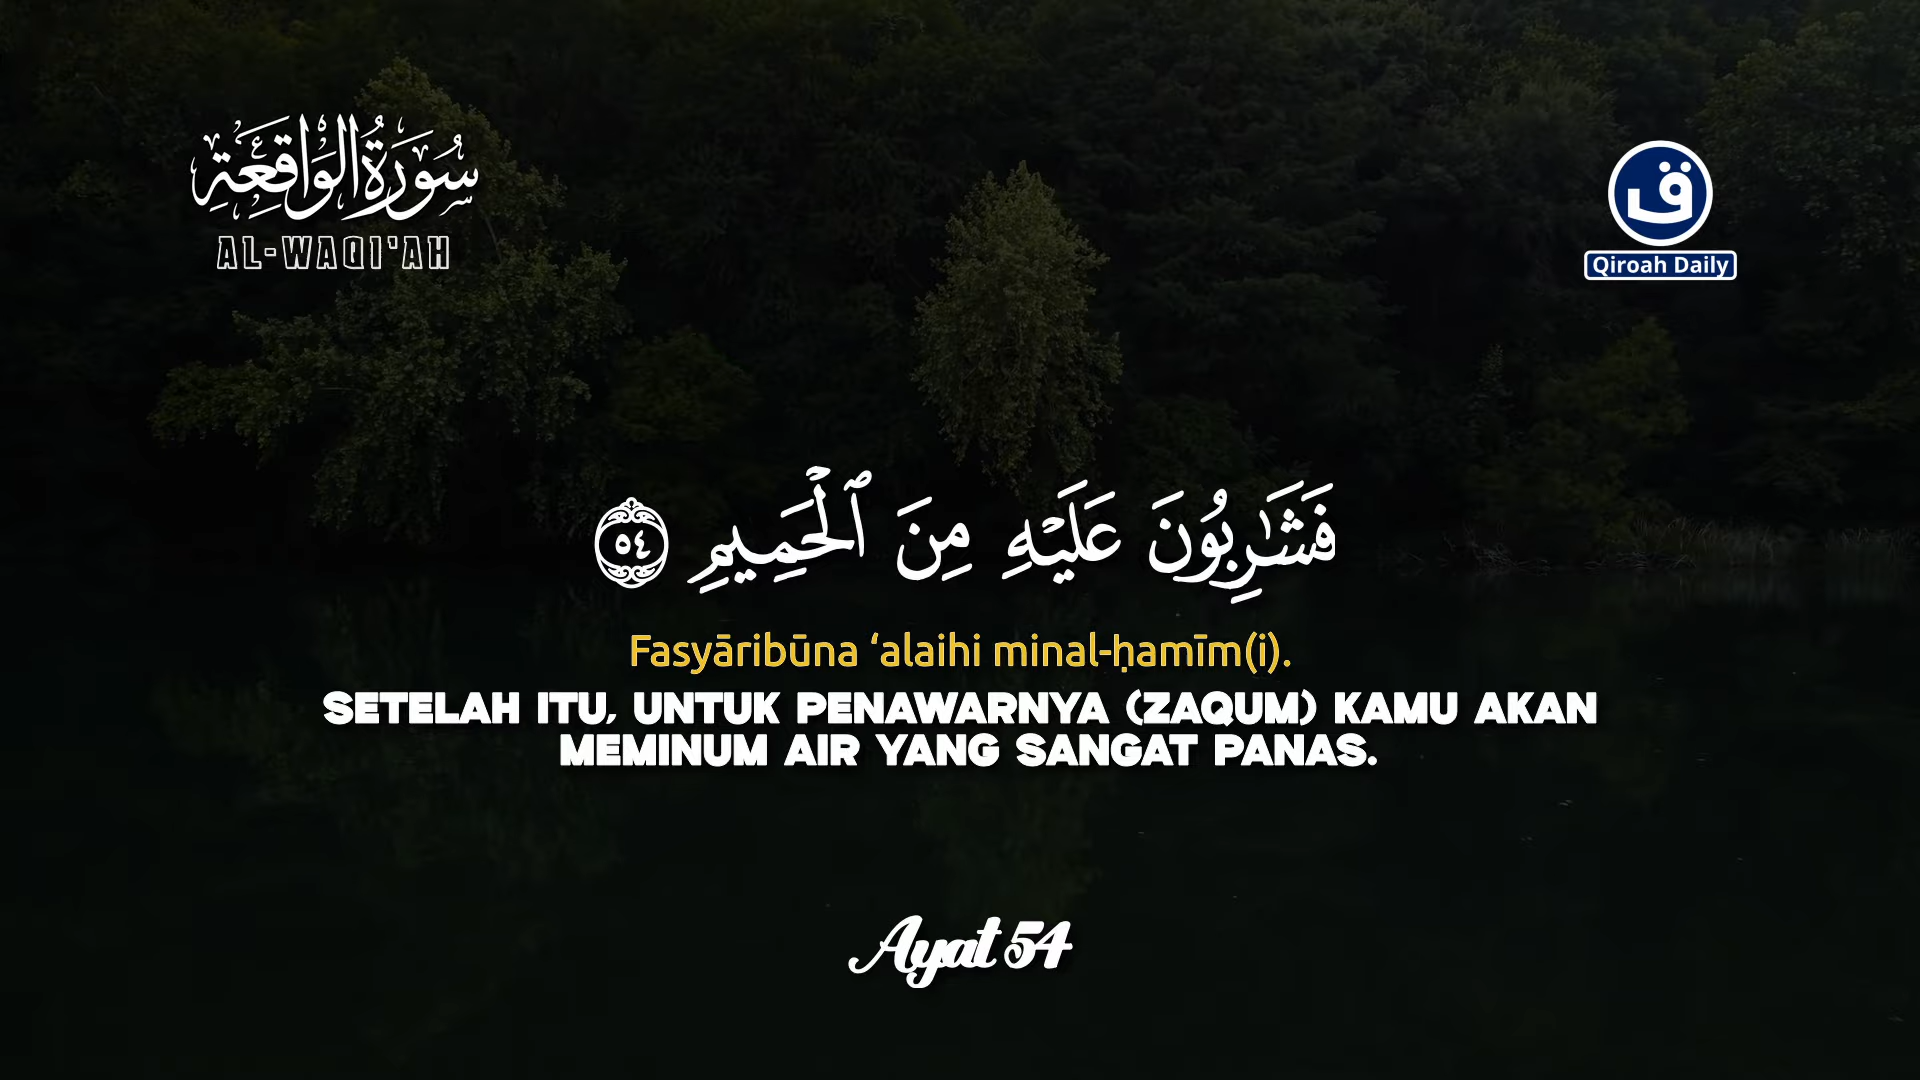 سُورَةُ الوَاقِعَةِ
AL-WAQI'AH
ق
Qiroah Daily
فَشَـٰرِبُونَ عَلَيْهِ مِنَ ٱلْحَمِيمِ ٥٤
Fasyāribūna ‘alaihi minal-ḥamīm(i).
SETELAH ITU, UNTUK PENAWARNYA (ZAQUM) KAMU AKAN
MEMINUM AIR YANG SANGAT PANAS.
Ayat 54